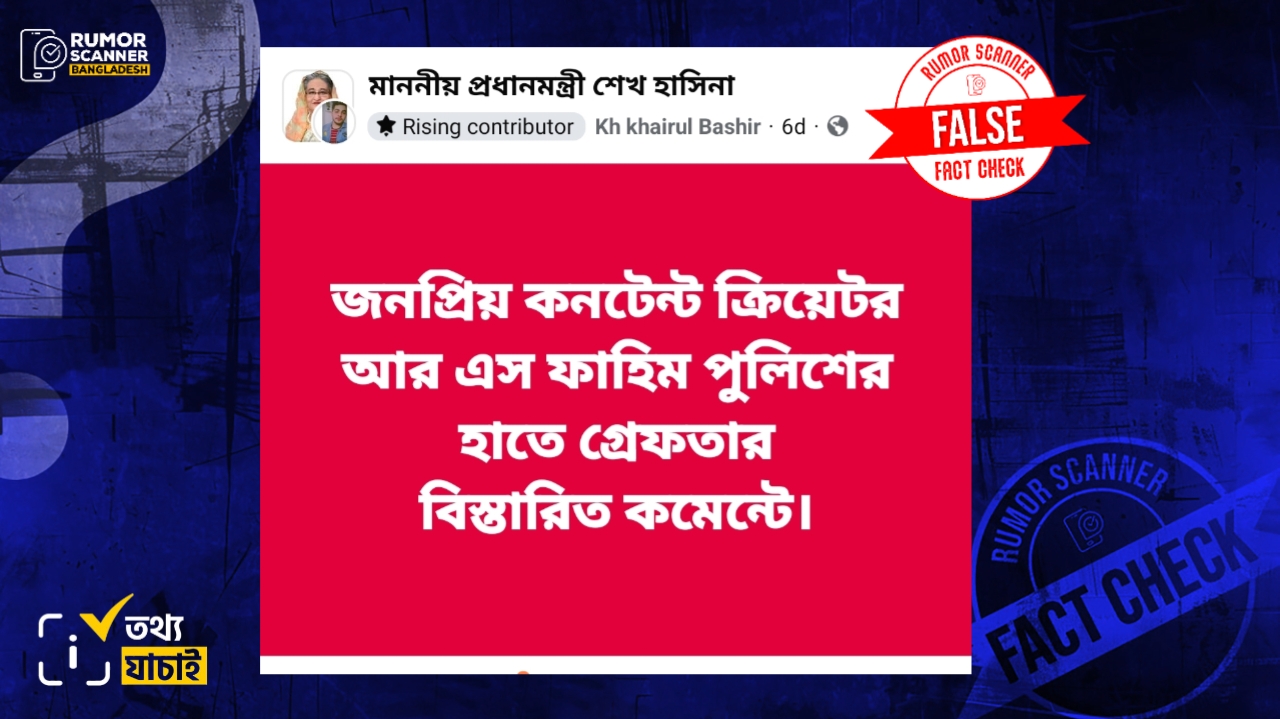 RUMOR
SCANNER
BANGLADESH
মাননীয় প্রধানমন্ত্রী শেখ হাসিনা
Rising contributor Kh khairul Bashir · 6d ·
RUMOR SCANNER
FALSE
FACT CHECK
জনপ্রিয় কনটেন্ট ক্রিয়েটর
আর এস ফাহিম পুলিশের
হাতে গ্রেফতার
বিস্তারিত কমেন্টে।
RUMOR SCANNER
FACT CHECK
i তথ্য
যাচাই